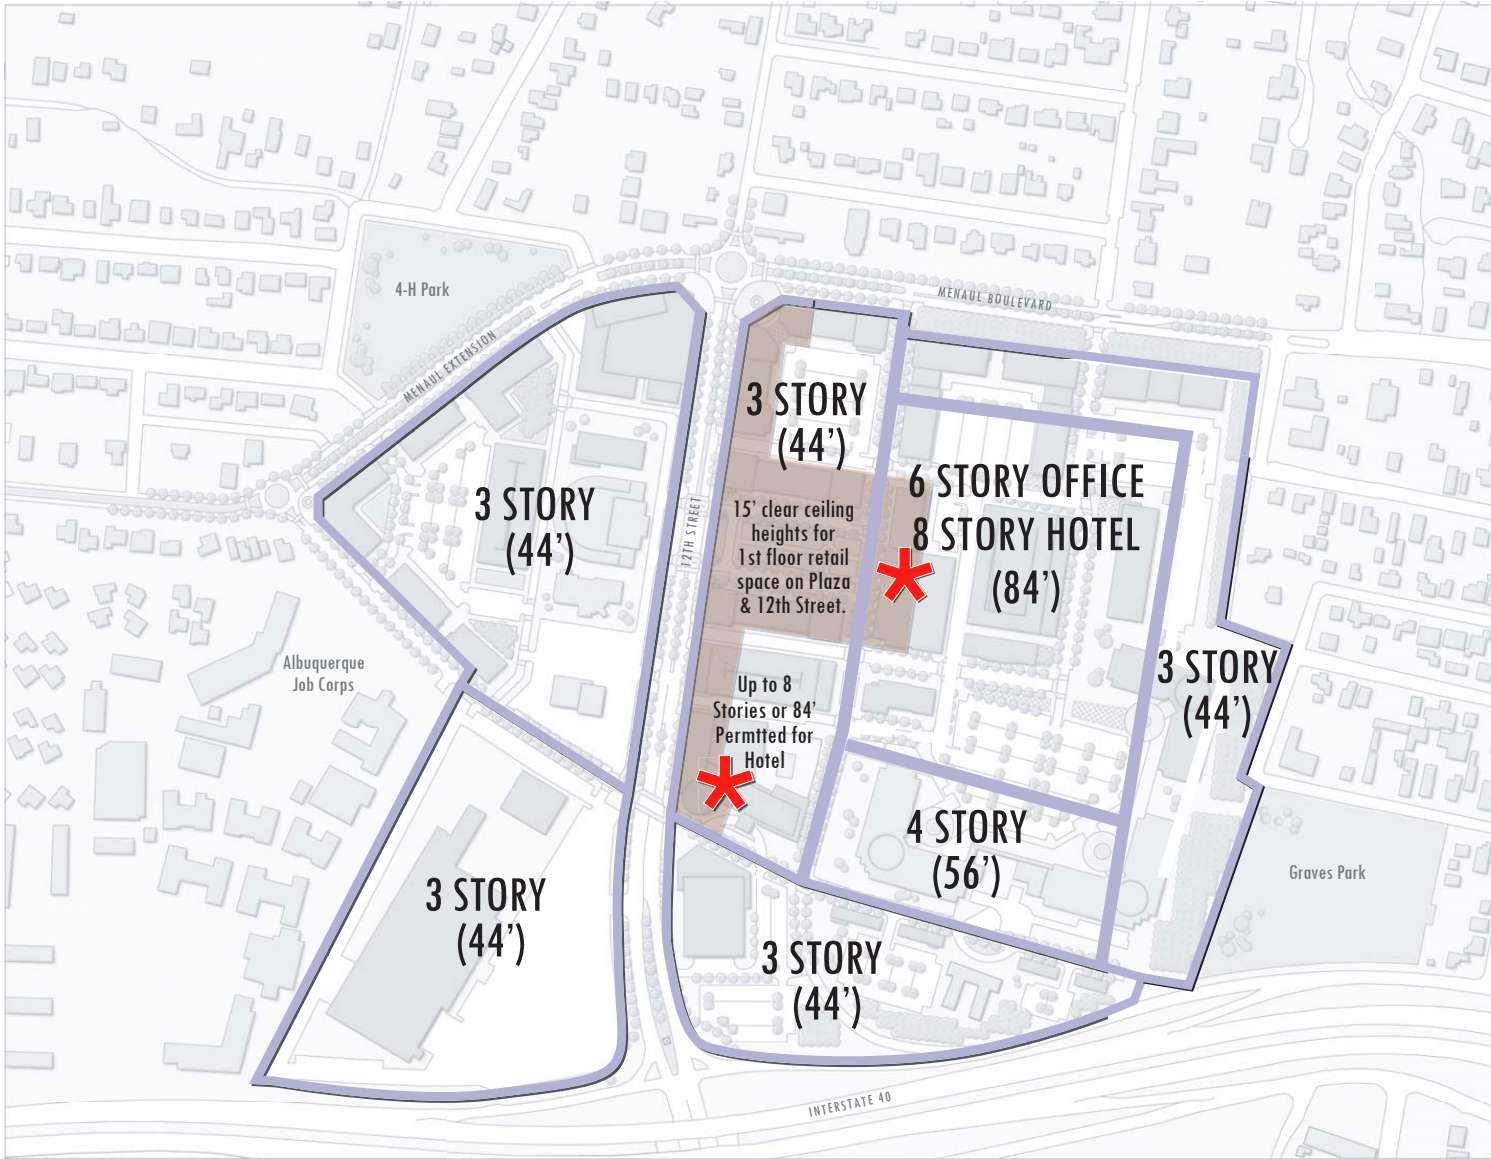 4-H Park
MENAUL BOULEVARD
MENAUL EXTENSION
3 STORY
(44’)
6 STORY OFFICE
8 STORY HOTEL
(84’)
3 STORY
(44’)
12TH STREET
15’ clear ceiling
heights for
1st floor retail
space on Plaza
& 12th Street.
Albuquerque
Job Corps
3 STORY
(44’)
Up to 8
Stories or 84’
Permtted for
Hotel
4 STORY
(56’)
Graves Park
3 STORY
(44’)
3 STORY
(44’)
INTERSTATE 40